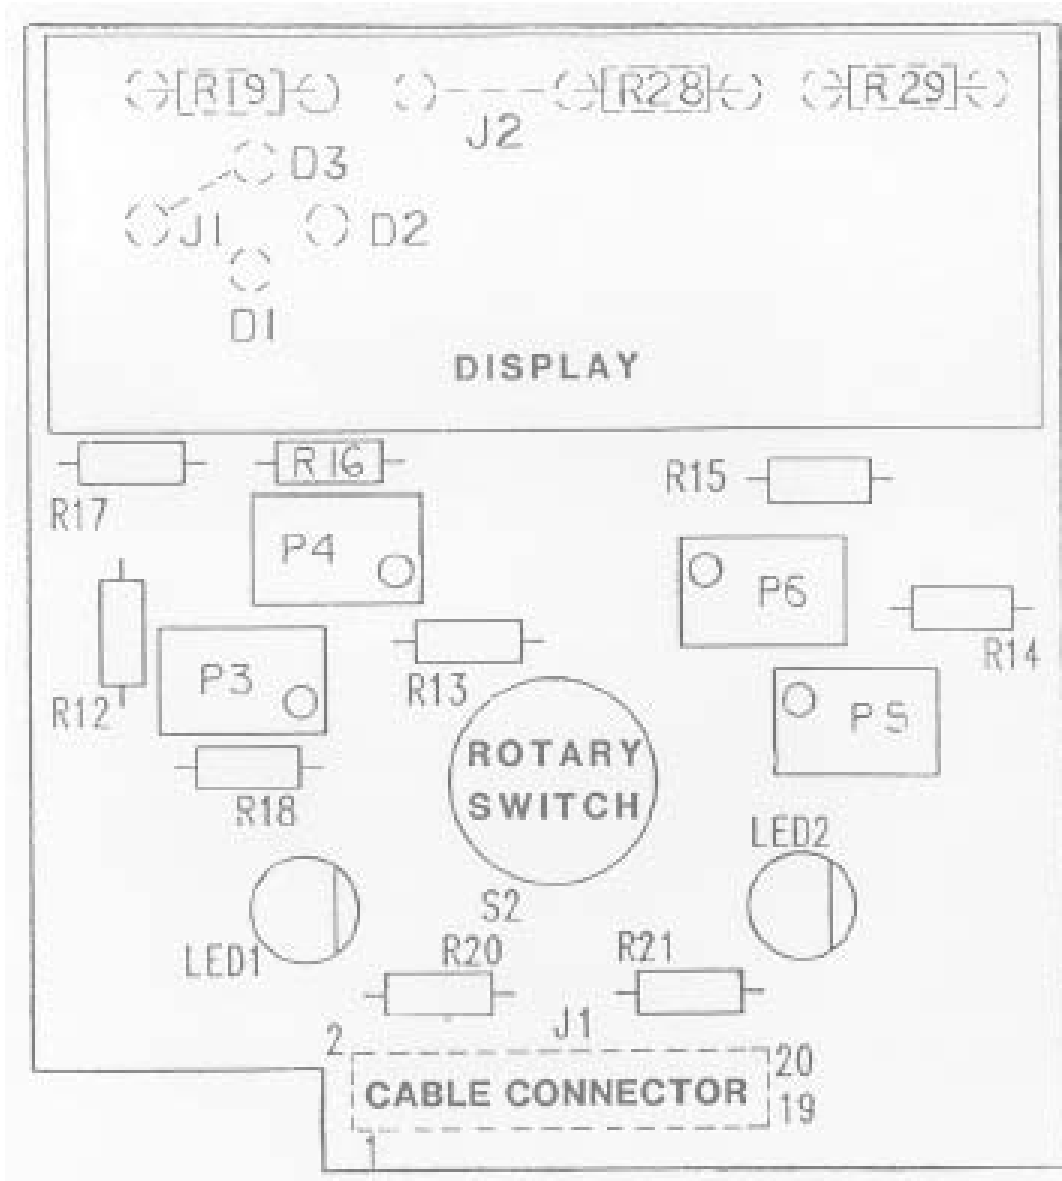 R19
R28
R29
J2
D3
J1
D2
D1
DISPLAY
R17
R16
R15
P4
P6
R14
R12
P3
R13
P5
ROTARY
SWITCH
R18
LED2
S2
LED1
R20
R21
2
J1
20
CABLE CONNECTOR
19
1